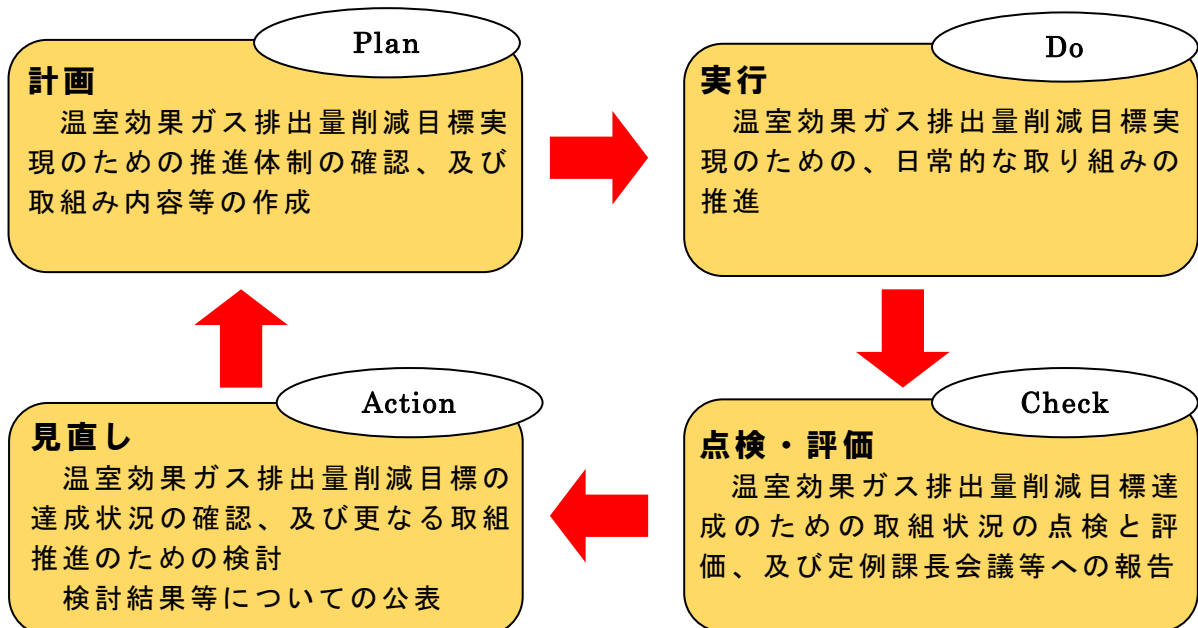 Plan
計画
温室効果ガス排出量削減目標実
現のための推進体制の確認、及び
取組み内容等の作成
Do
実行
温室効果ガス排出量削減目標実
現のための、日常的な取り組みの
推進
Check
点検・評価
温室効果ガス排出量削減目標達
成のための取組状況の点検と評
価、及び定例課長会議等への報告
Action
見直し
温室効果ガス排出量削減目標の
達成状況の確認、及び更なる取組
推進のための検討
検討結果等についての公表